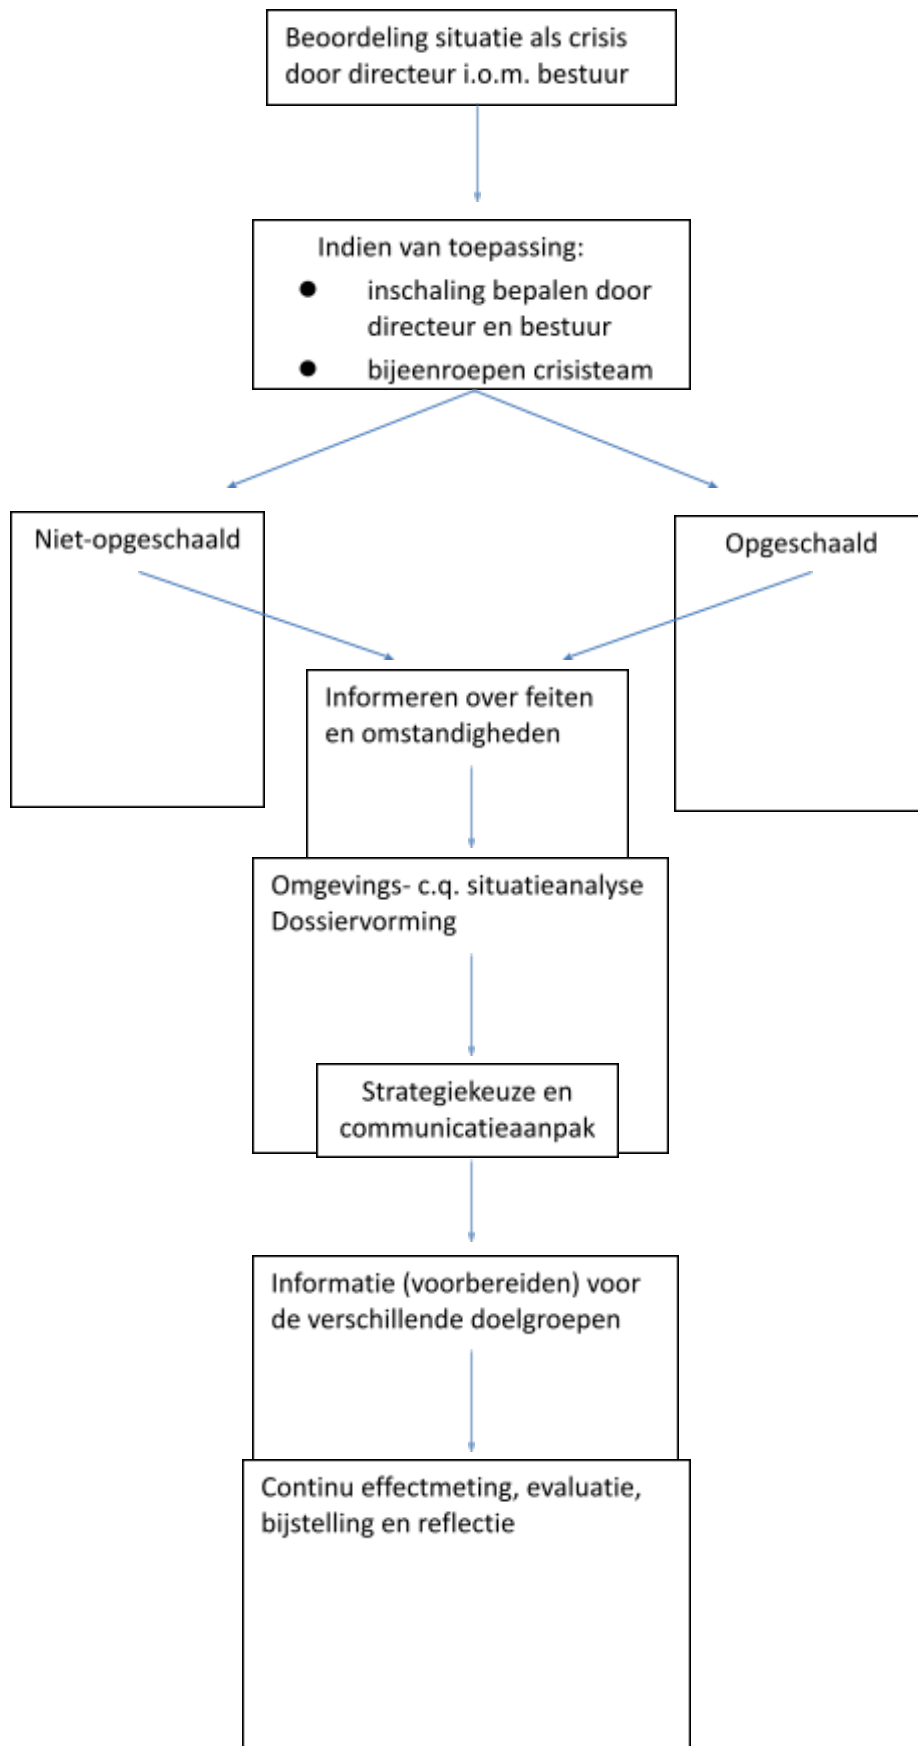 Beoordeling situatie als crisis
door directeur i.o.m. bestuur
Indien van toepassing:
● inschaling bepalen door
directeur en bestuur
● bijeenroepen crisisteam
Niet-opgeschaald
Opgeschaald
Informeren over feiten
en omstandigheden
Omgevings- c.q. situatieanalyse
Dossiervorming
Strategiekeuze en
communicatieaanpak
Informatie (voorbereiden) voor
de verschillende doelgroepen
Continu effectmeting, evaluatie,
bijstelling en reflectie